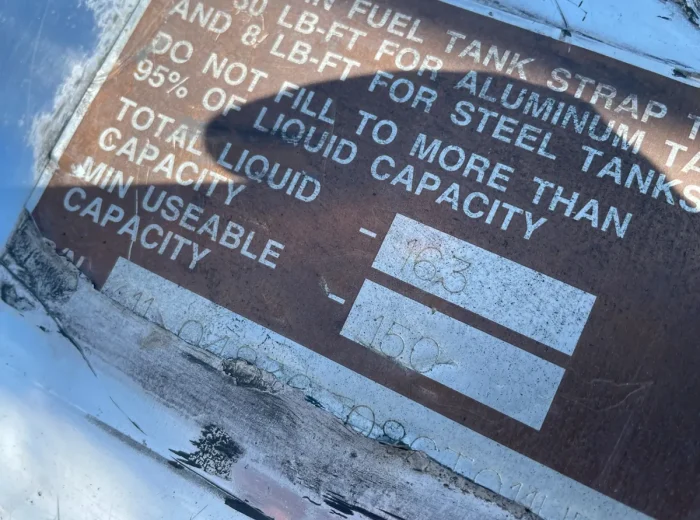 FUEL TANK STRAP
LB-FT FOR ALUMINUM
AND 8 LB-FT FOR STEEL TANKS
DO NOT FILL TO MORE THAN
95% OF LIQUID CAPACITY
TOTAL LIQUID
CAPACITY - 163
MIN USEABLE
CAPACITY - 150